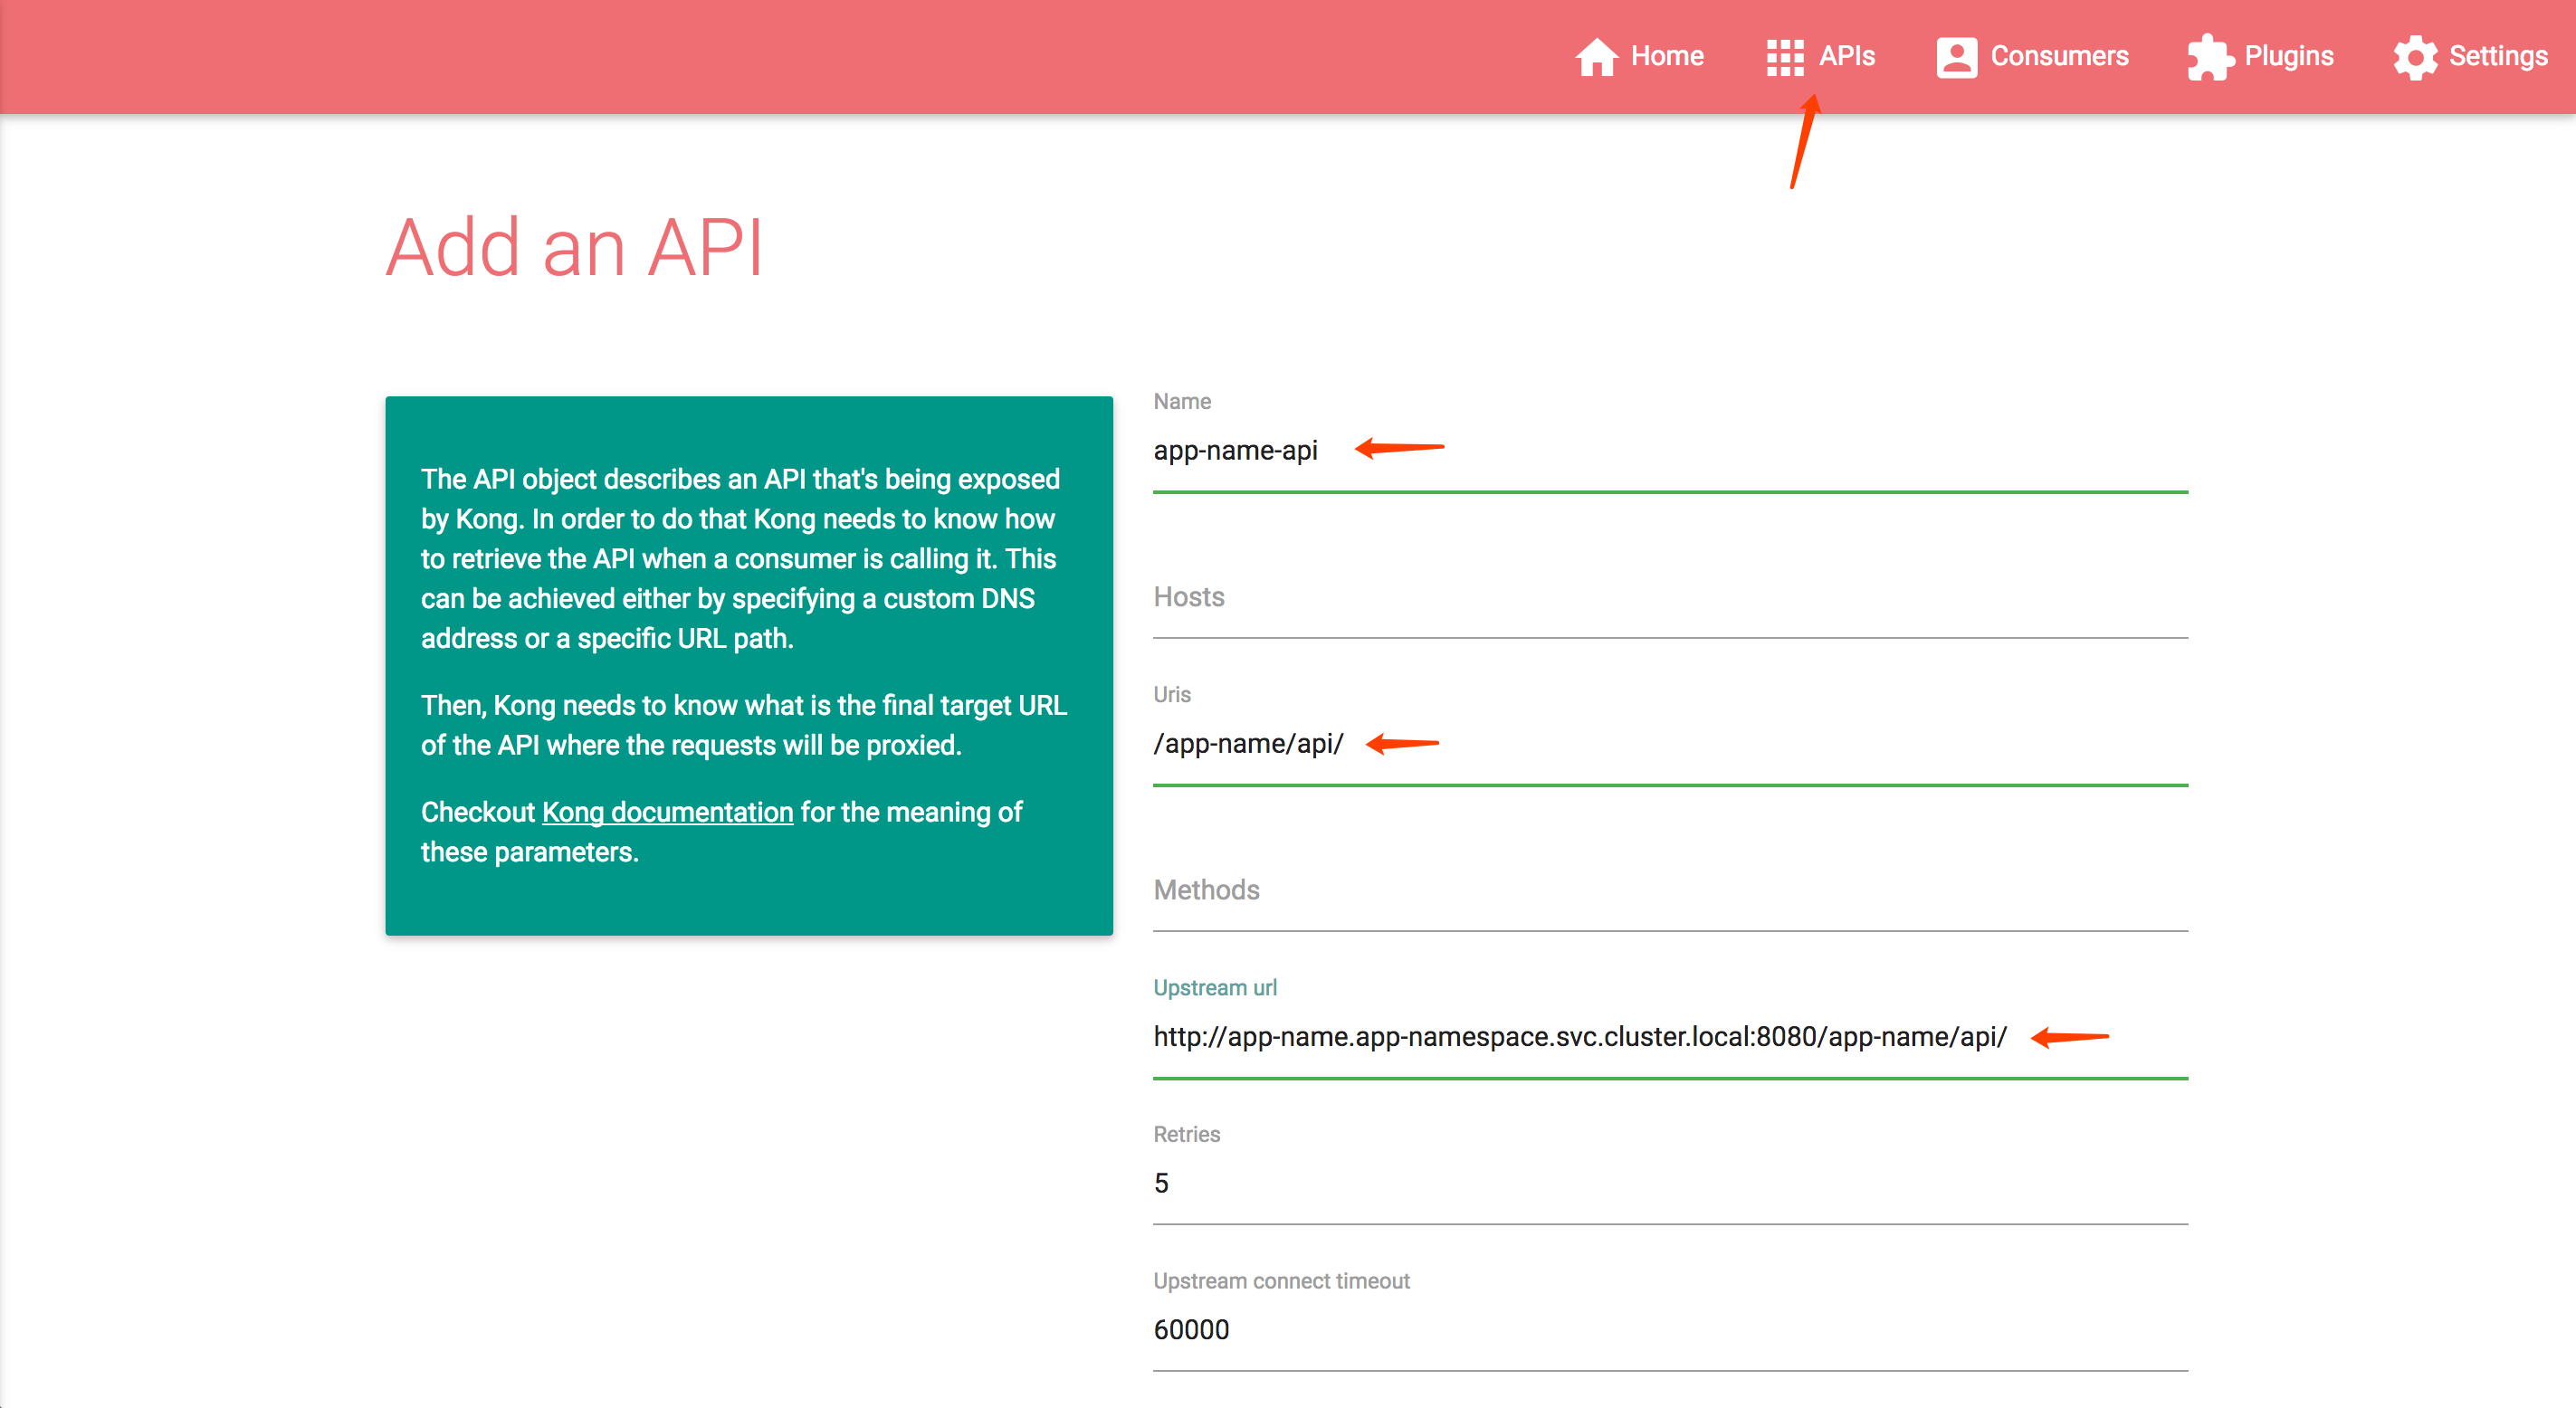 Home APIs Consumers Plugins Settings
Add an API
The API object describes an API that's being exposed
by Kong. In order to do that Kong needs to know how
to retrieve the API when a consumer is calling it. This
can be achieved either by specifying a custom DNS
address or a specific URL path.
Then, Kong needs to know what is the final target URL
of the API where the requests will be proxied.
Checkout Kong documentation for the meaning of
these parameters.
Name
app-name-api
Hosts
Uris
/app-name/api/
Methods
Upstream url
http://app-name.app-namespace.svc.cluster.local:8080/app-name/api/
Retries
5
Upstream connect timeout
60000